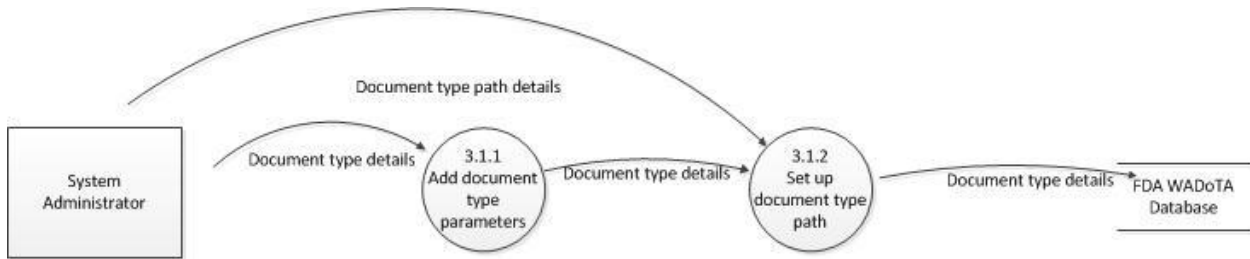 Document type path details
System
Administrator
Document type details
3.1.1
Add document
type
parameters
Document type details
3.1.2
Set up
document type
path
Document type details
FDA WADoTA
Database